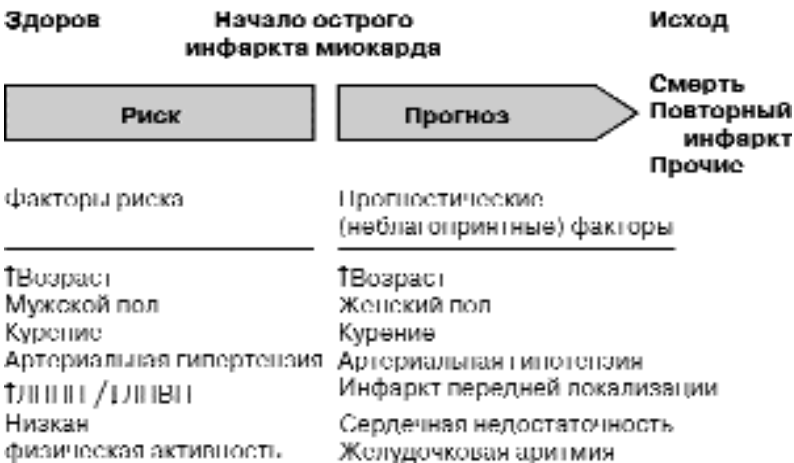 Здоров
Начало острого
инфаркта миокарда
Исход
Риск
Прогноз
Смерть
Повторный
инфаркт
Прочие
Факторы риска
↑Возраст
Мужской пол
Курение
Артериальная гипертензия
↑ЛПНП/↓ЛПВП
Низкая
физическая активность
Прогностические
(неблагоприятные) факторы
↑Возраст
Женский пол
Курение
Артериальная гипотензия
Инфаркт передней локализации
Сердечная недостаточность
Желудочковая аритмия